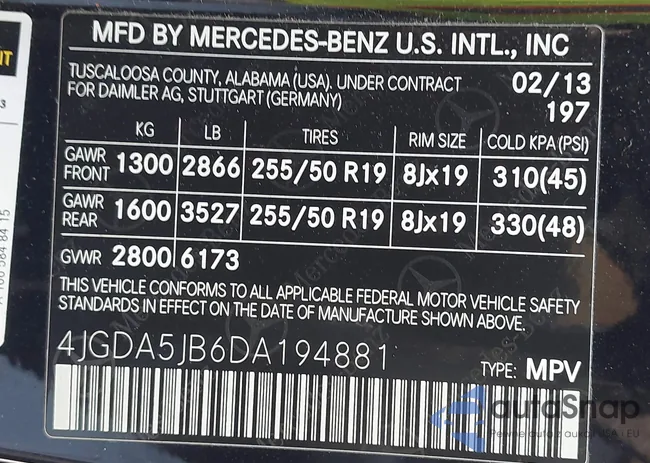 MFD BY MERCEDES-BENZ U.S. INTL., INC
TUSCALOOSA COUNTY, ALABAMA (USA). UNDER CONTRACT
FOR DAIMLER AG, STUTTGART (GERMANY)
02/13
197
KG LB TIRES RIM SIZE COLD KPA (PSI)
GAWR FRONT 1300 2866 255/50 R19 8Jx19 310(45)
GAWR REAR 1600 3527 255/50 R19 8Jx19 330(48)
GVWR 2800 6173
THIS VEHICLE CONFORMS TO ALL APPLICABLE FEDERAL MOTOR VEHICLE SAFETY
STANDARDS IN EFFECT ON THE DATE OF MANUFACTURE SHOWN ABOVE.
4JGDA5JB6DA194881
TYPE: MPV
autaSnap